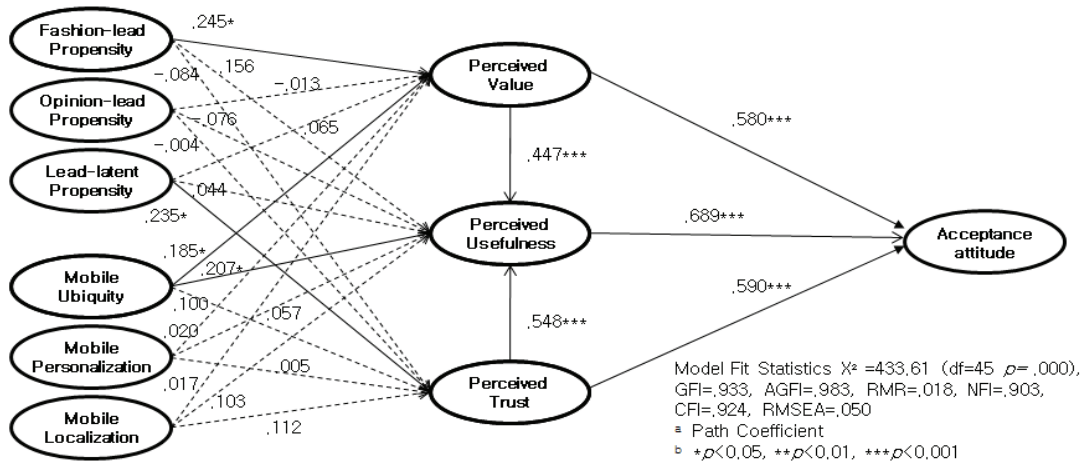 Fashion-lead
Propensity
Opinion-lead
Propensity
Lead-latent
Propensity
Mobile
Ubiquity
Mobile
Personalization
Mobile
Localization
.245*
-.084
.156
-.013
-.076
.065
-.004
.044
.235*
.185*
.207*
.100
.057
.020
.005
.017
.103
.112
Perceived
Value
.447***
Perceived
Usefulness
.548***
Perceived
Trust
.580***
.689***
.590***
Acceptance
attitude
Model Fit Statistics X² =433.61 (df=45 p= .000),
GFI=.933, AGFI=.983, RMR=.018, NFI=.903,
CFI=.924, RMSEA=.050
ᵃ Path Coefficient
ᵇ *p<0.05, **p<0.01, ***p<0.001